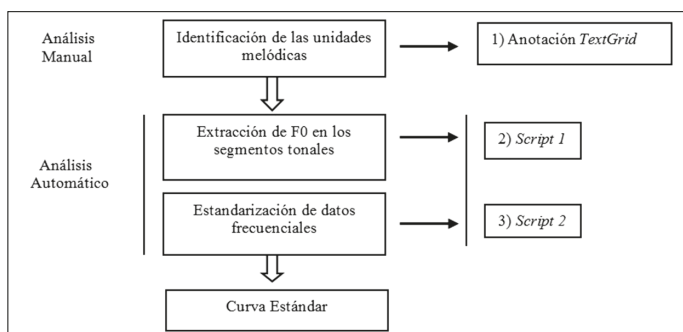 Análisis
Manual
Identificación de las unidades
melódicas
1) Anotación TextGrid
Análisis
Automático
Extracción de F0 en los
segmentos tonales
2) Script 1
Estandarización de datos
frecuenciales
3) Script 2
Curva Estándar